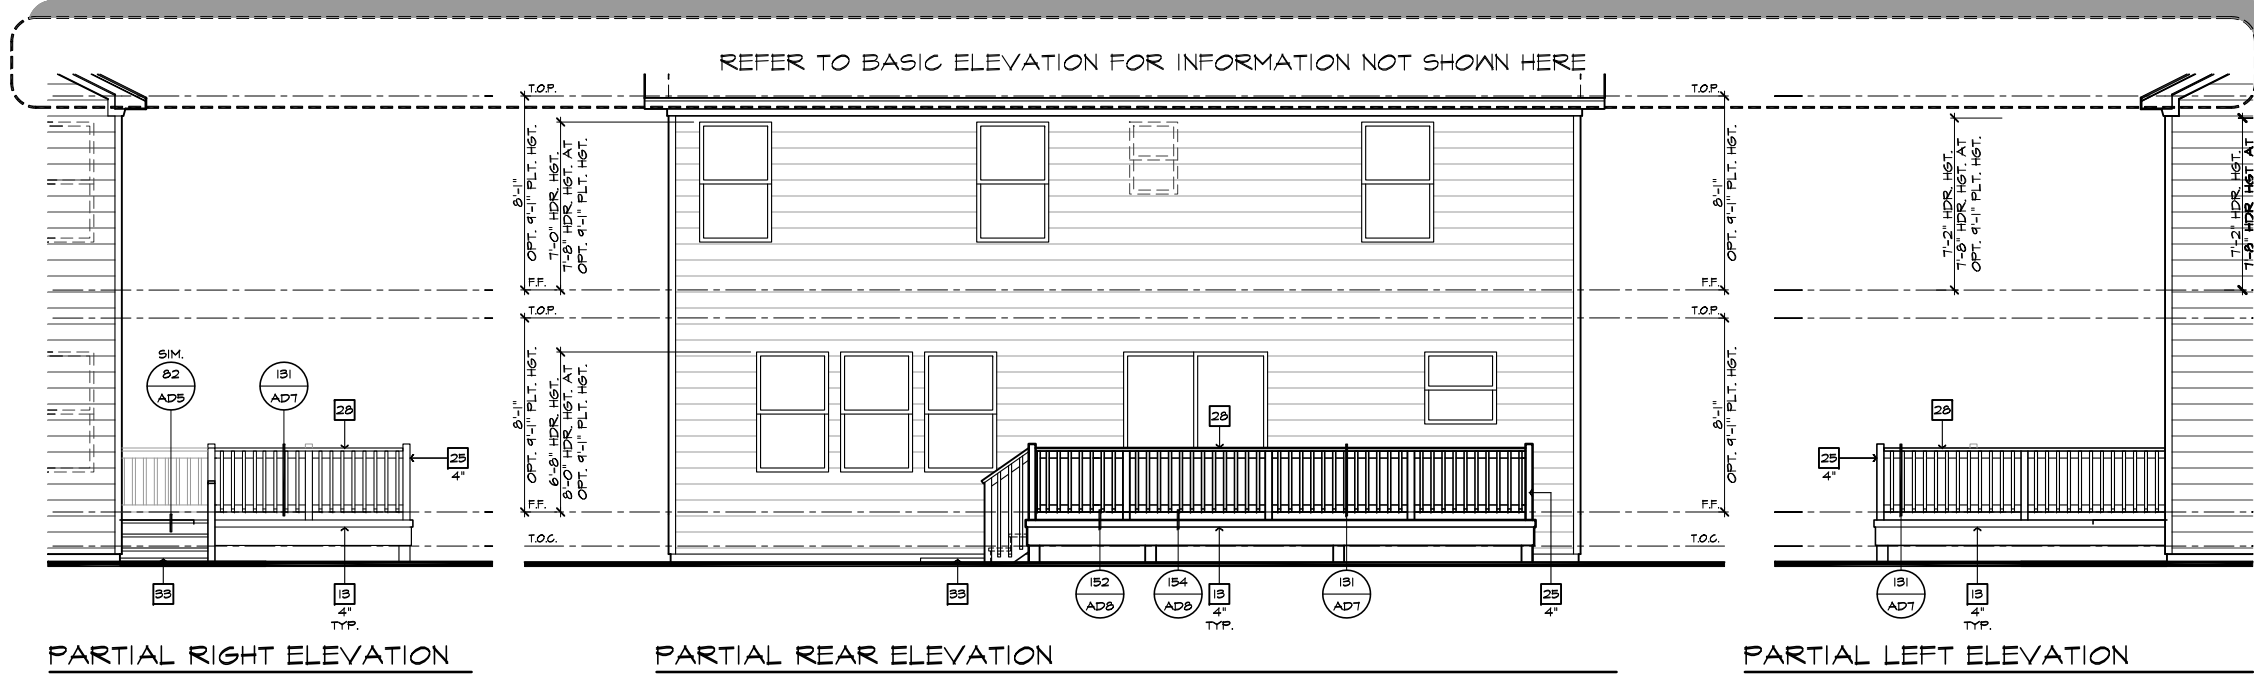 REFER TO BASIC ELEVATION FOR INFORMATION NOT SHOWN HERE
SIM.
82
AD5
131
AD7
28
25
4"
33
13
4"
TYP.
PARTIAL RIGHT ELEVATION
T.O.P.
8'-1"
OPT. 9'-1" PLT. HGT.
7'-0" HDR. HGT.
7'-8" HDR. HGT. AT
OPT. 9'-1" PLT. HGT.
F.F.
T.O.P.
8'-1"
OPT. 9'-1" PLT. HGT.
6'-8" HDR. HGT.
8'-0" HDR. HGT. AT
OPT. 9'-1" PLT. HGT.
F.F.
T.O.C.
28
33
152
AD8
154
AD8
13
4"
TYP.
131
AD7
25
4"
PARTIAL REAR ELEVATION
T.O.P.
8'-1"
OPT. 9'-1" PLT. HGT.
F.F.
T.O.P.
8'-1"
OPT. 9'-1" PLT. HGT.
F.F.
T.O.C.
7'-2" HDR. HGT.
7'-8" HDR. HGT. AT
OPT. 9'-1" PLT. HGT.
7'-2" HDR. HGT.
7'-8" HDR HGT AT
28
25
4"
131
AD7
13
4"
TYP.
PARTIAL LEFT ELEVATION